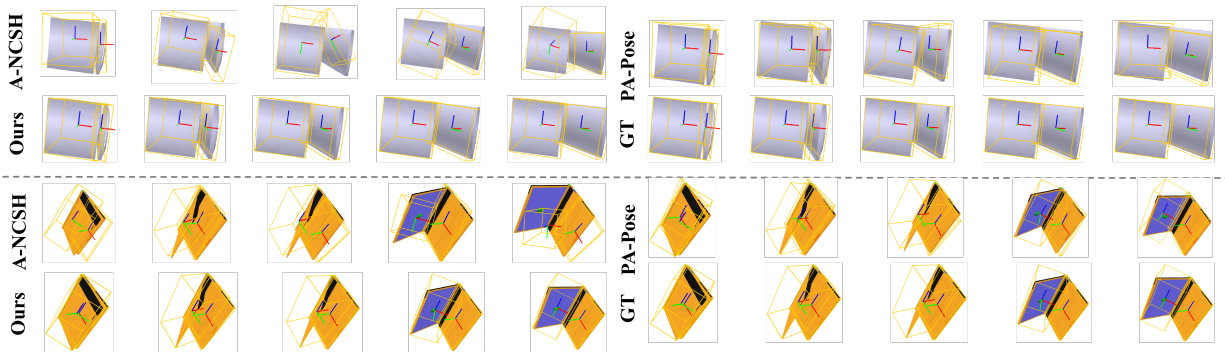 A-NCSH
PA-Pose
Ours
GT
A-NCSH
PA-Pose
Ours
GT